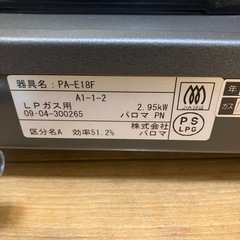 器具名：PA-E18F
A1-1-2
LPガス用 2.95kW
09・04-300265 パロマ PN
区分名A 効率51.2% 株式会社
パロマ
PS
LPG
年